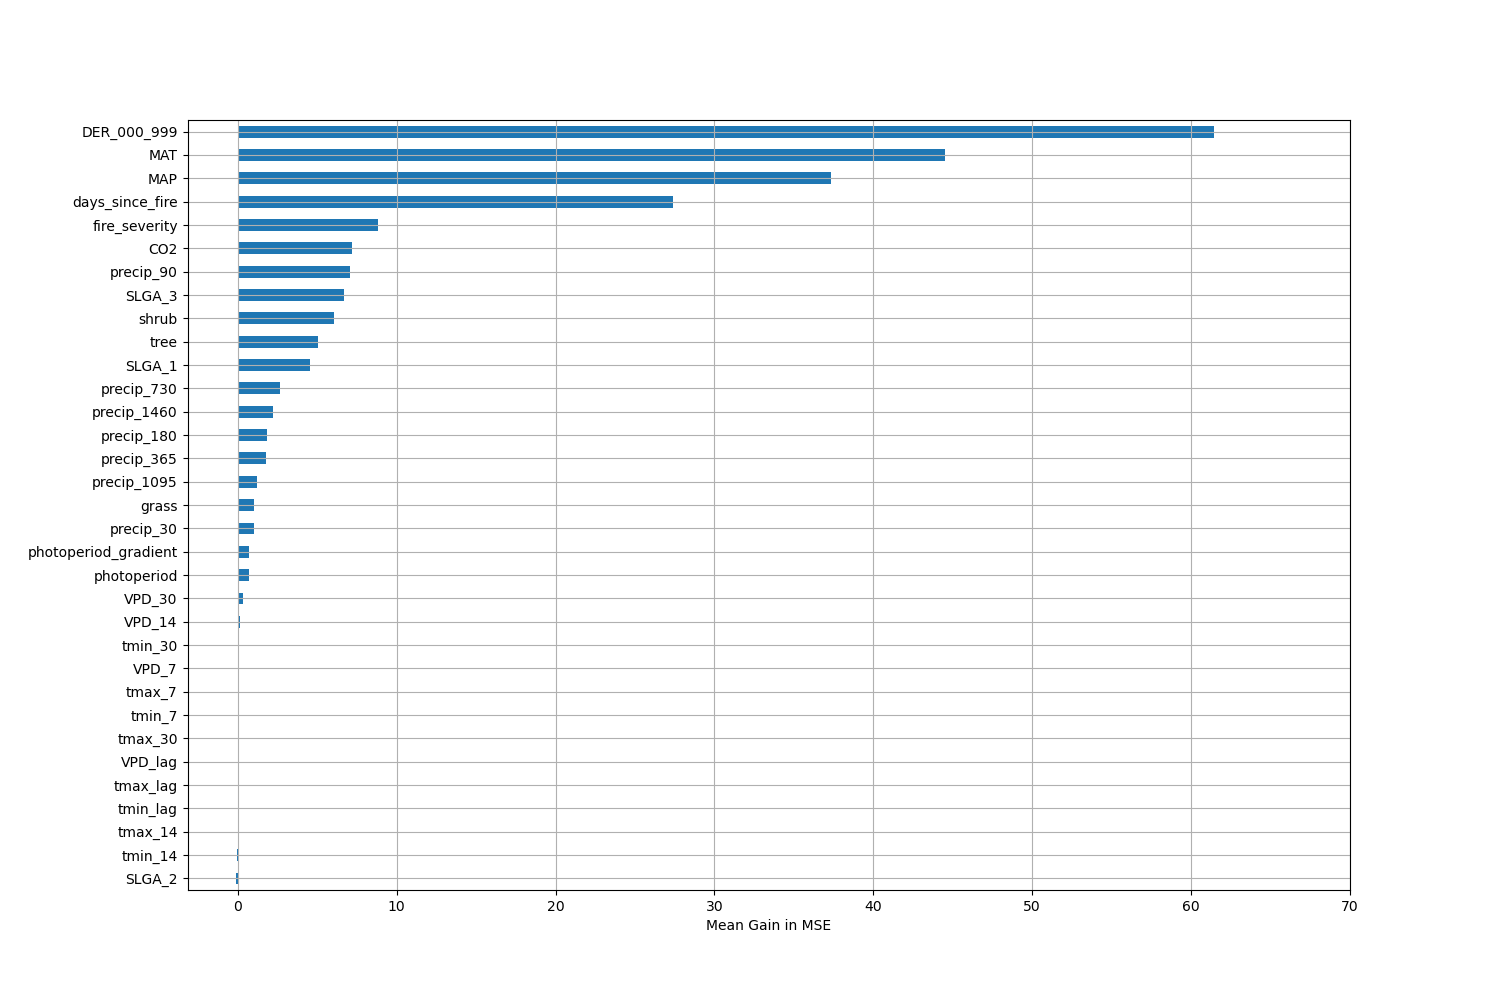 DER_000_999
MAT
MAP
days_since_fire
fire_severity
CO2
precip_90
SLGA_3
shrub
tree
SLGA_1
precip_730
precip_1460
precip_180
precip_365
precip_1095
grass
precip_30
photoperiod_gradient
photoperiod
VPD_30
VPD_14
tmin_30
VPD_7
tmax_7
tmin_7
tmax_30
VPD_lag
tmax_lag
tmin_lag
tmax_14
tmin_14
SLGA_2
0 10 20 30 40 50 60 70
Mean Gain in MSE